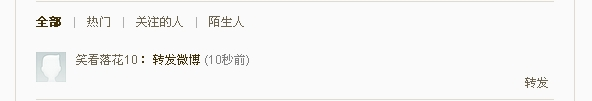 全部 | 热门 | 关注的人 | 陌生人
笑看落花10：转发微博 (10秒前)
转发